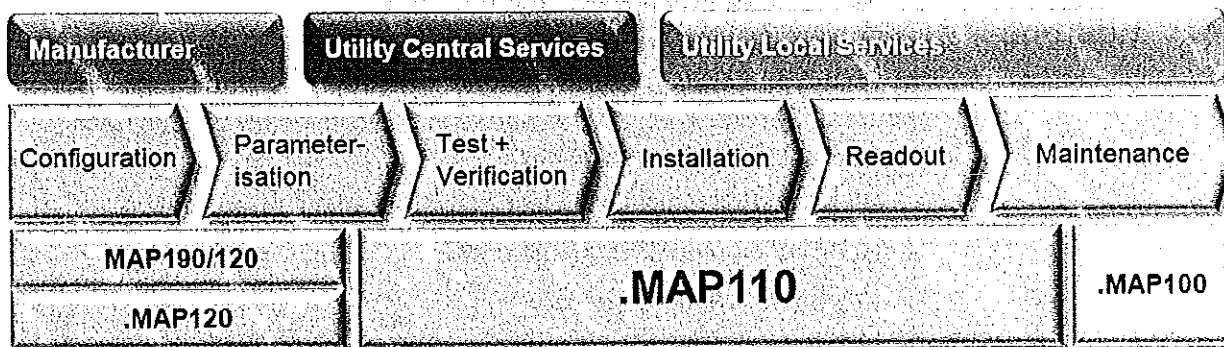 Manufacturer
Utility Central Services
Utility Local Services
Configuration
Parameter-
isation
Test +
Verification
Installation
Readout
Maintenance
MAP190/120
.MAP120
.MAP110
.MAP100